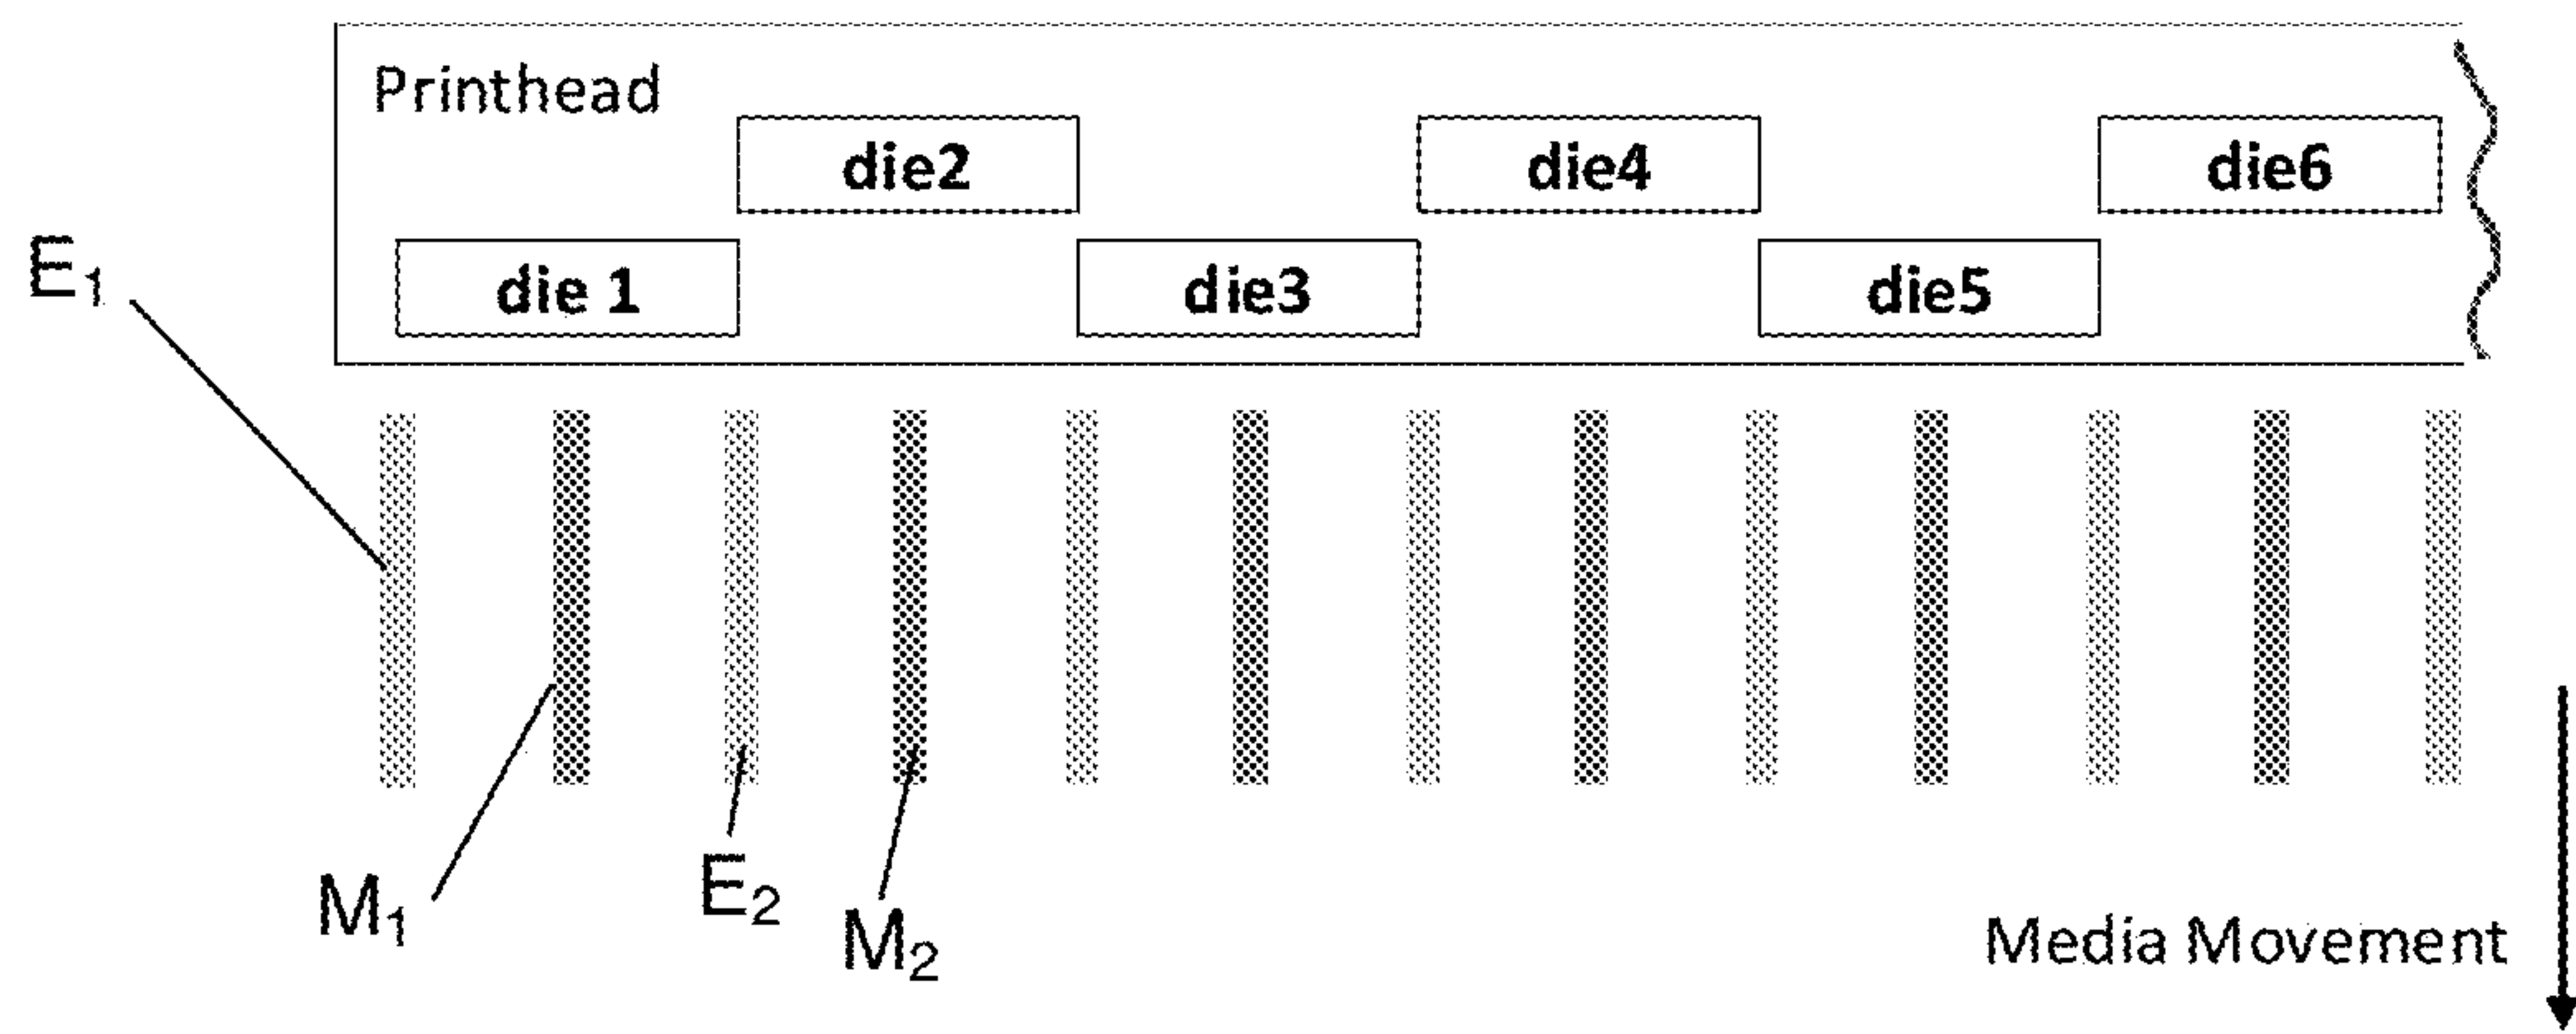 Printhead
die2 die4 die6
E1 die 1 die3 die5
M1 E2 M2
Media Movement